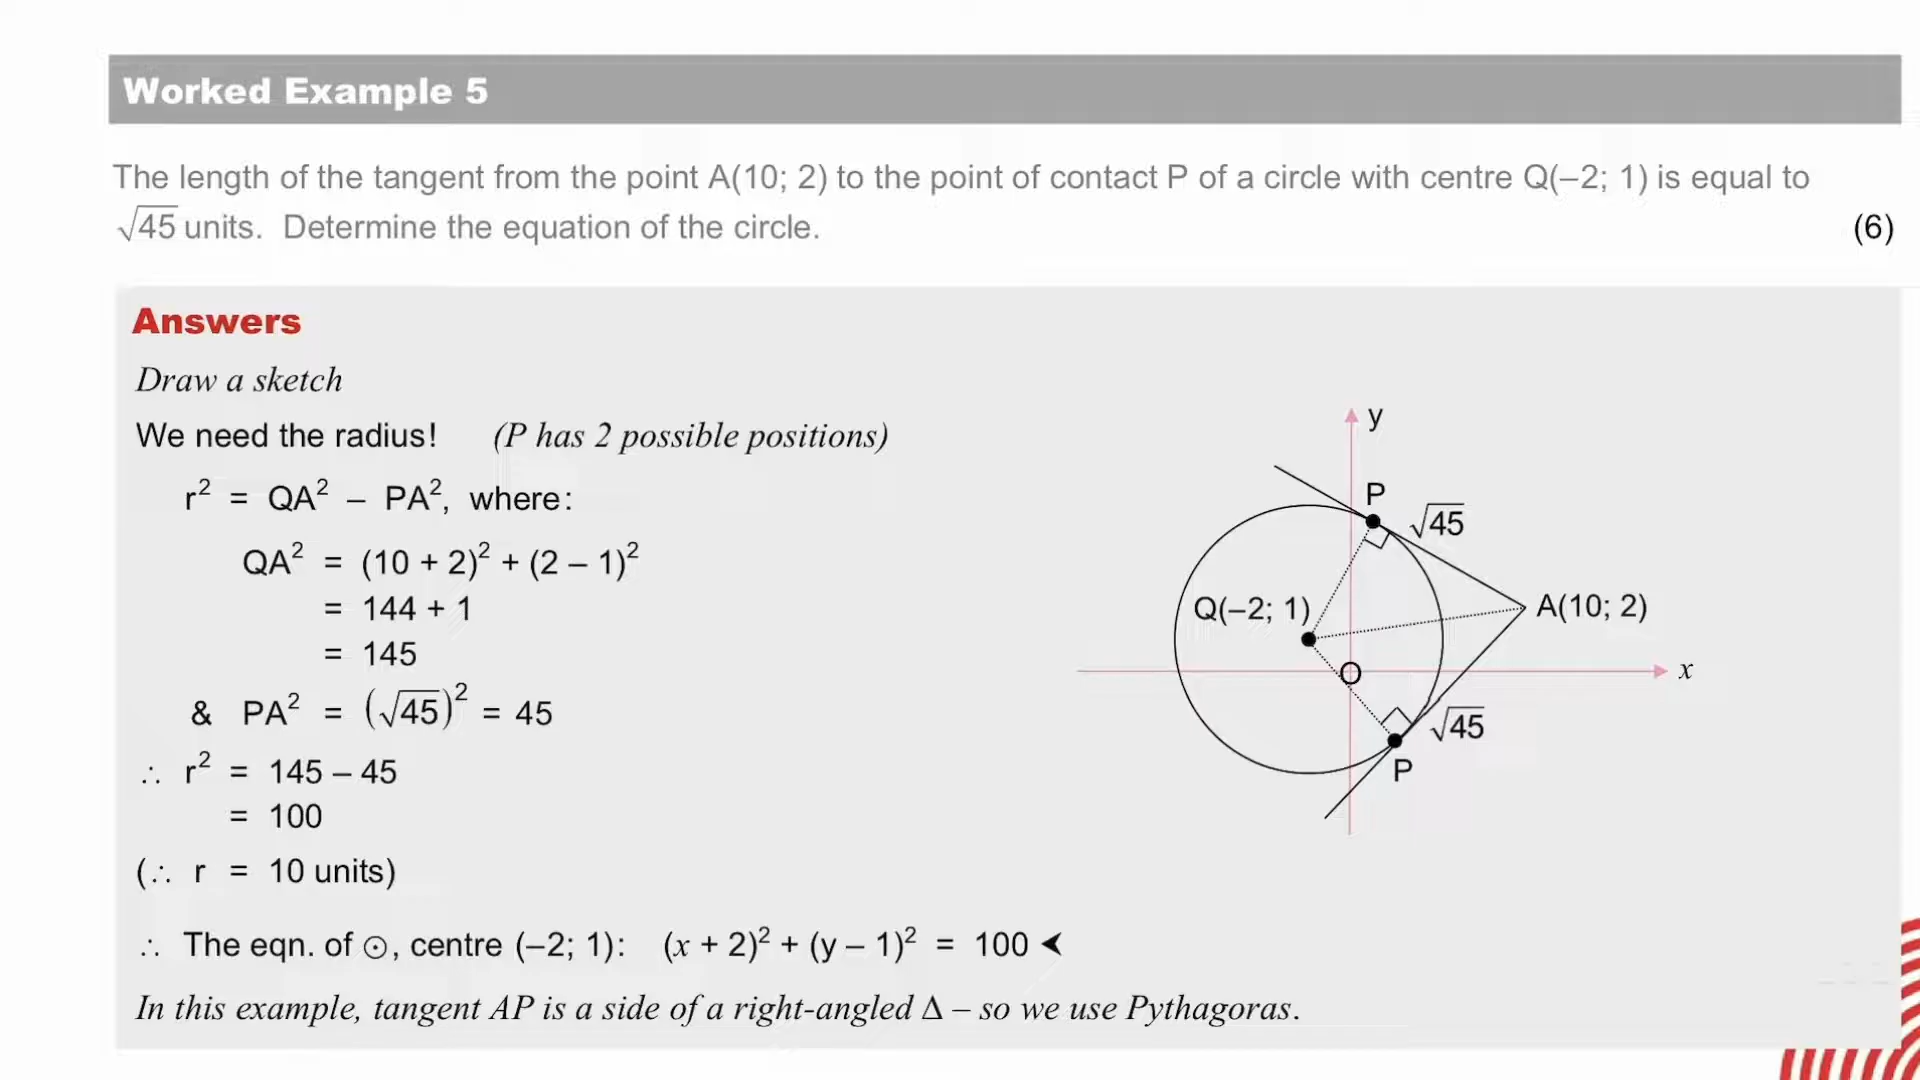 Worked Example 5
The length of the tangent from the point A(10; 2) to the point of contact P of a circle with centre Q(–2; 1) is equal to
√45 units. Determine the equation of the circle. (6)
Answers
Draw a sketch
We need the radius! (P has 2 possible positions)
r² = QA² – PA², where:
QA² = (10 + 2)² + (2 – 1)²
= 144 + 1
= 145
& PA² = (√45)² = 45
∴ r² = 145 – 45
= 100
(∴ r = 10 units)
∴ The eqn. of ⊙, centre (–2; 1): (x + 2)² + (y – 1)² = 100 ⮜
In this example, tangent AP is a side of a right-angled Δ – so we use Pythagoras.
y
P
√45
Q(–2; 1)
A(10; 2)
O
x
√45
P